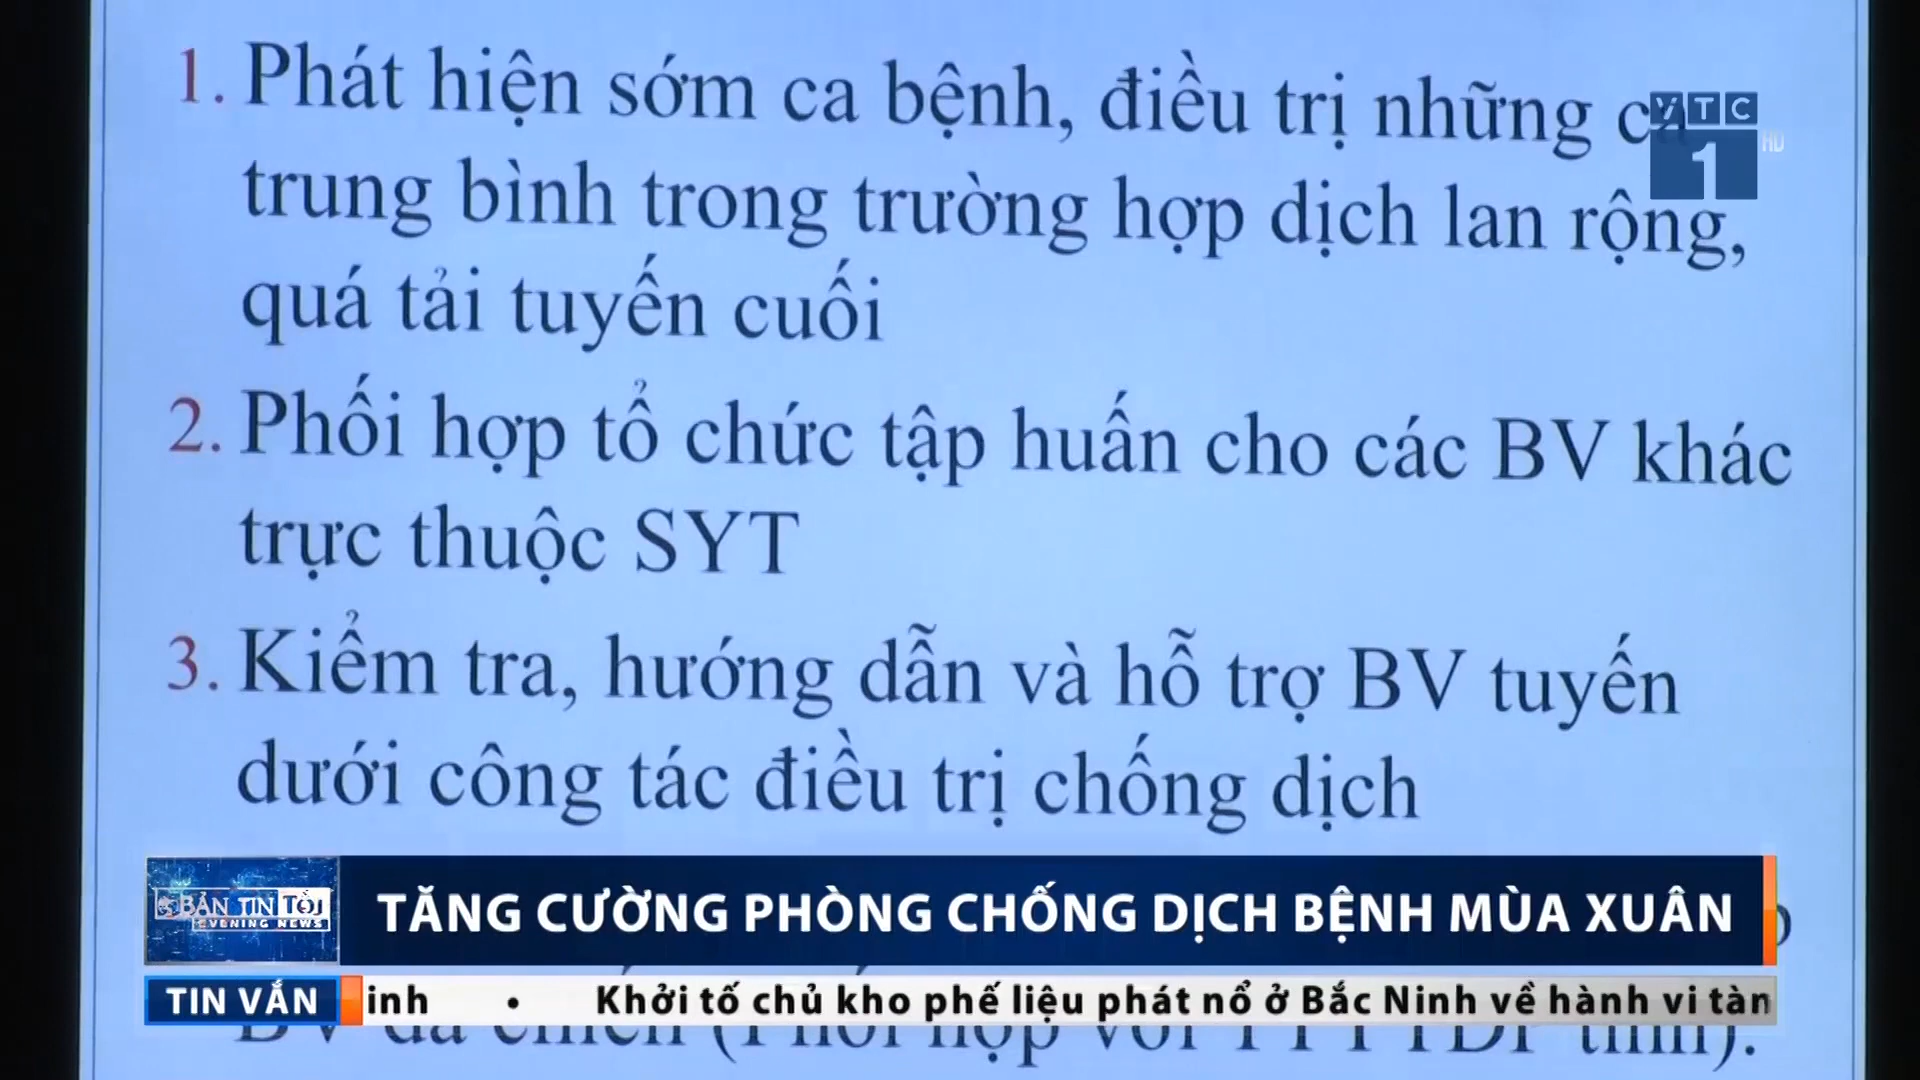 1. Phát hiện sớm ca bệnh, điều trị những ca
trung bình trong trường hợp dịch lan rộng,
quá tải tuyến cuối
2. Phối hợp tổ chức tập huấn cho các BV khác
trực thuộc SYT
3. Kiểm tra, hướng dẫn và hỗ trợ BV tuyến
dưới công tác điều trị chống dịch
VTC
1 HD
BẢN TIN TỐI
EVENING NEWS
TĂNG CƯỜNG PHÒNG CHỐNG DỊCH BỆNH MÙA XUÂN
TIN VẮN
inh • Khởi tố chủ kho phế liệu phát nổ ở Bắc Ninh về hành vi tàn